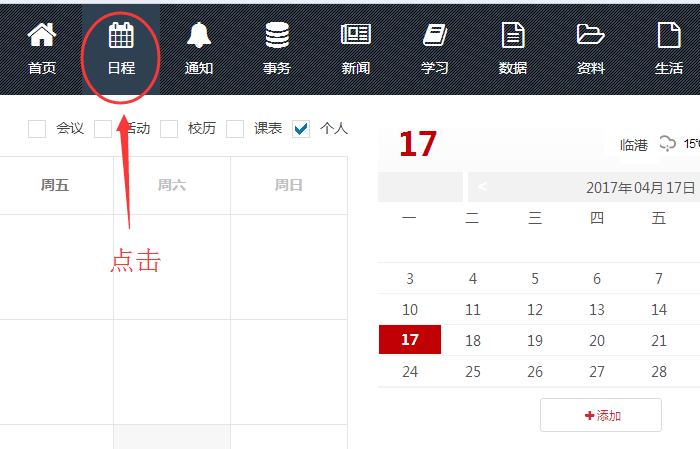 首页 日程 通知 事务 新闻 学习 数据 资料 生活
会议 活动 校历 课表 个人
周五 周六 周日
点击
17 临港
< 2017年04月17日
一 二 三 四 五
3 4 5 6 7
10 11 12 13 14
17 18 19 20 21
24 25 26 27 28
添加